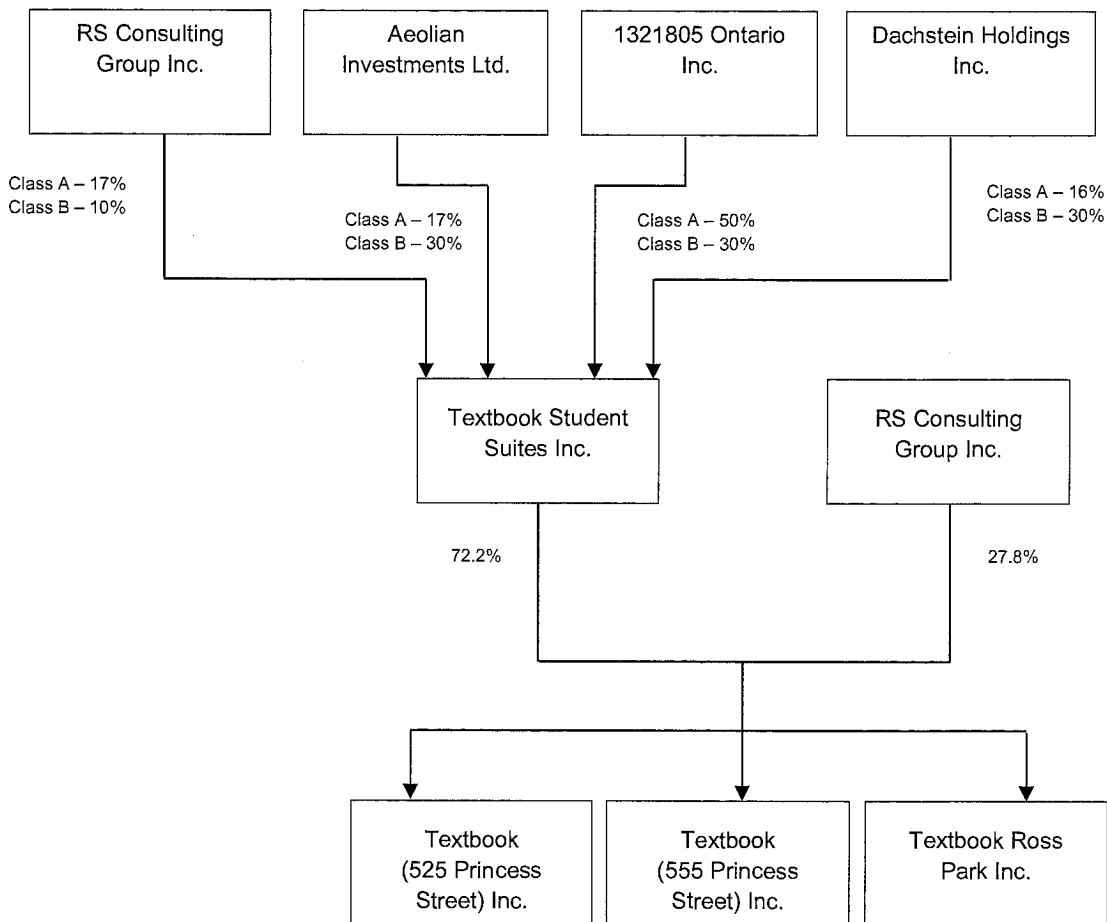 RS Consulting
Group Inc.
Aeolian
Investments Ltd.
1321805 Ontario
Inc.
Dachstein Holdings
Inc.
Class A – 17%
Class B – 10%
Class A – 17%
Class B – 30%
Class A – 50%
Class B – 30%
Class A – 16%
Class B – 30%
Textbook Student
Suites Inc.
RS Consulting
Group Inc.
72.2%
27.8%
Textbook
(525 Princess
Street) Inc.
Textbook
(555 Princess
Street) Inc.
Textbook Ross
Park Inc.